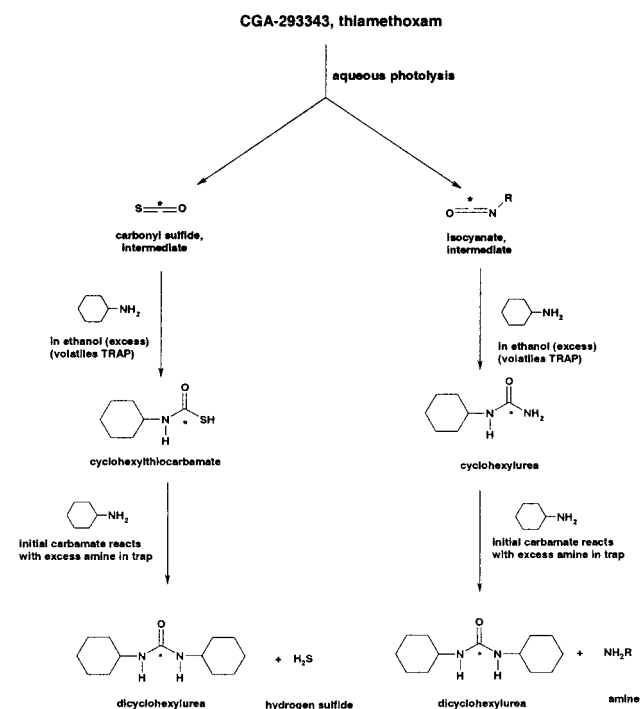 CGA-293343, thiamethoxam
aqueous photolysis
S * O
carbonyl sulfide,
intermediate
O * N R
isocyanate,
intermediate
NH2
in ethanol (excess)
(volatiles TRAP)
NH2
in ethanol (excess)
(volatiles TRAP)
O
N * SH
H
cyclohexylthiocarbamate
O
N * NH2
H
cyclohexylurea
NH2
initial carbamate reacts
with excess amine in trap
NH2
initial carbamate reacts
with excess amine in trap
O
N * N
H H
+ H2S
dicyclohexylurea
hydrogen sulfide
O
N * N
H H
+ NH2R
dicyclohexylurea
amine